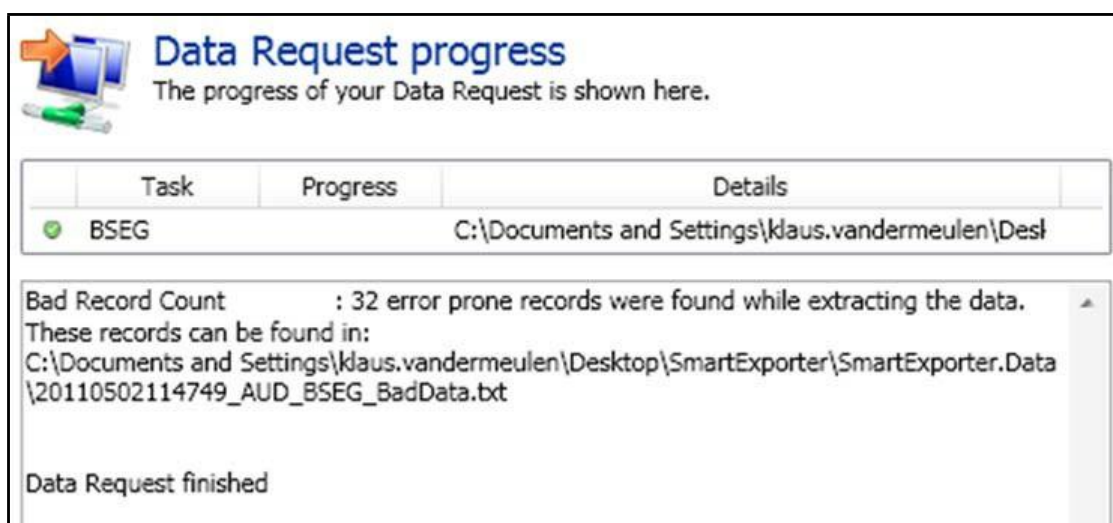 Data Request progress
The progress of your Data Request is shown here.
Task Progress Details
BSEG C:\Documents and Settings\klaus.vandermeulen\Desl
Bad Record Count : 32 error prone records were found while extracting the data.
These records can be found in:
C:\Documents and Settings\klaus.vandermeulen\Desktop\SmartExporter\SmartExporter.Data
\20110502114749_AUD_BSEG_BadData.txt
Data Request finished